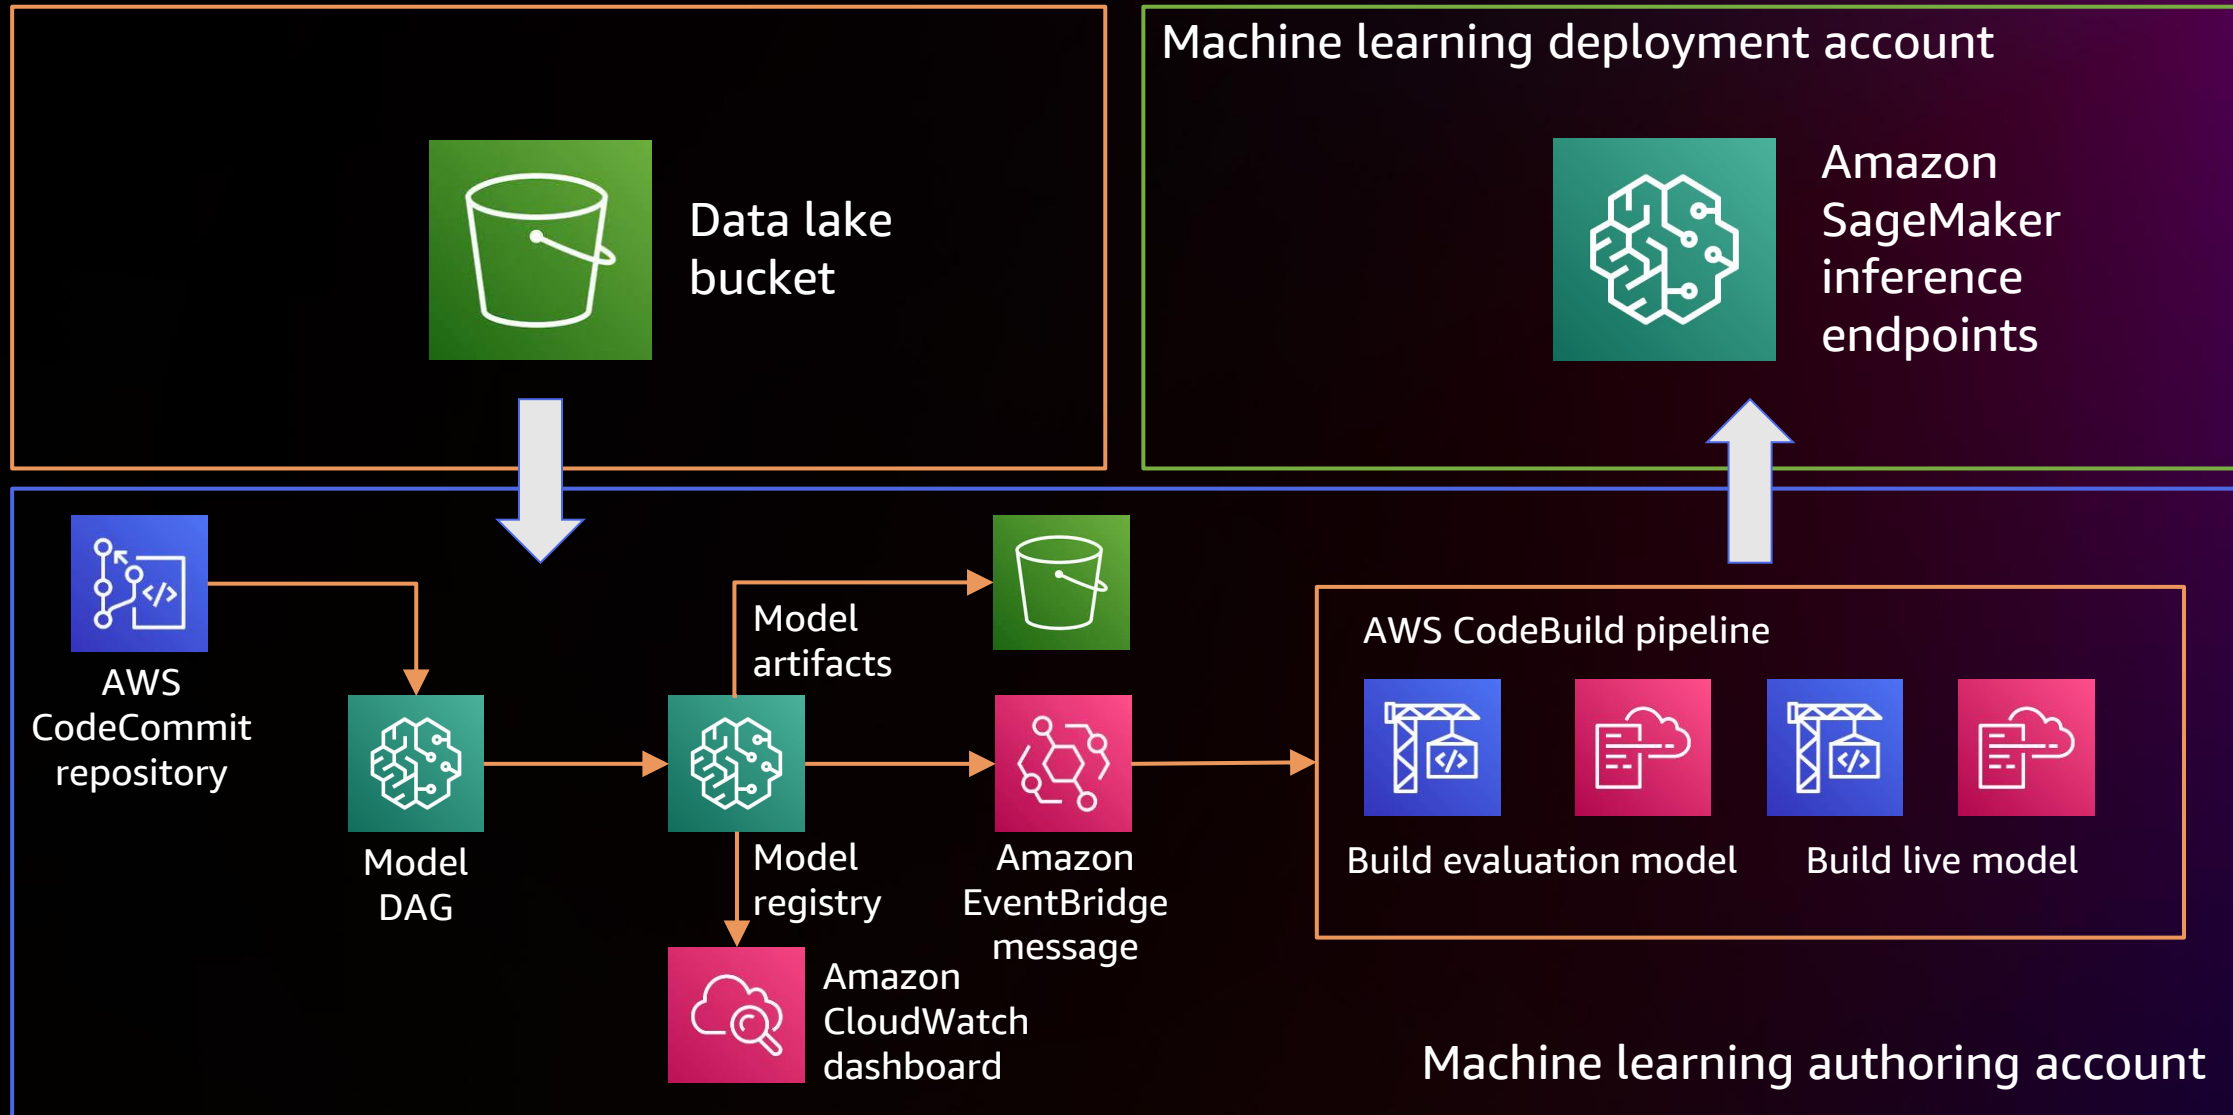 Machine learning deployment account
Data lake
bucket
Amazon
SageMaker
inference
endpoints
AWS
CodeCommit
repository
Model
DAG
Model
artifacts
Model
registry
Amazon
CloudWatch
dashboard
Amazon
EventBridge
message
AWS CodeBuild pipeline
</>
</>
</>
Build evaluation model
Build live model
Machine learning authoring account